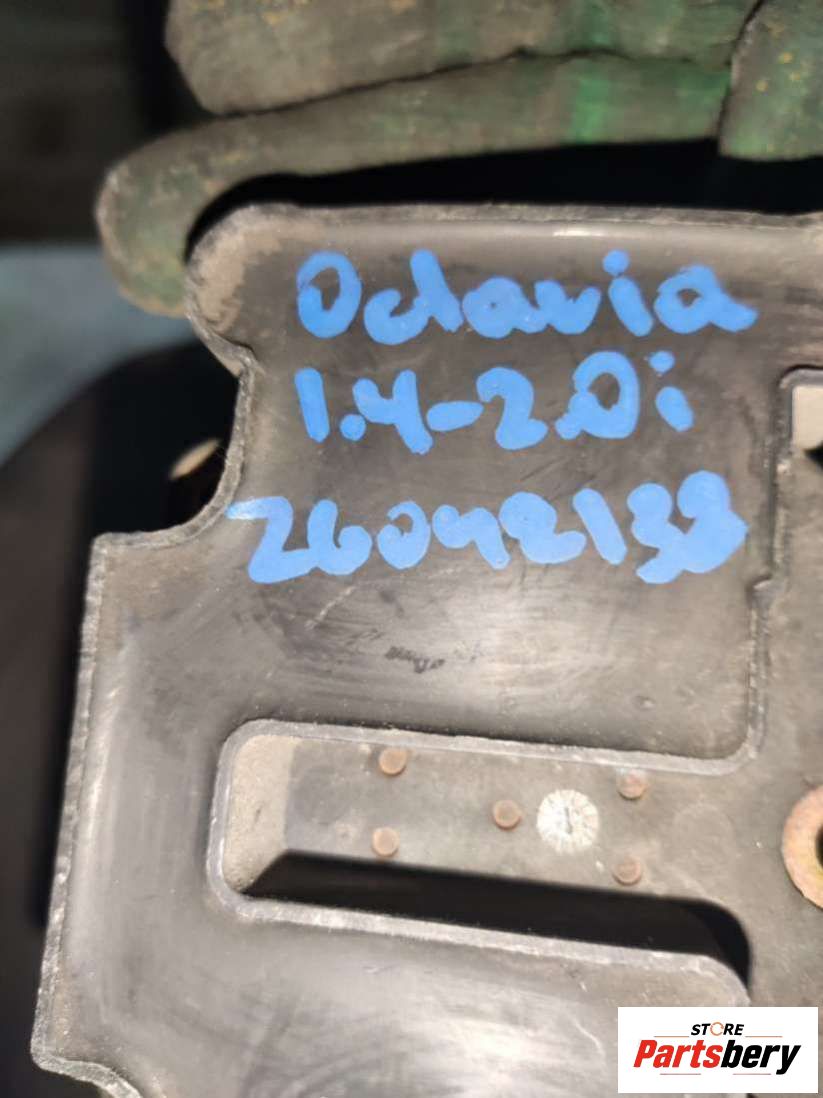 Octavia
1.4-2.0i
26042133
STORE
Partsbery